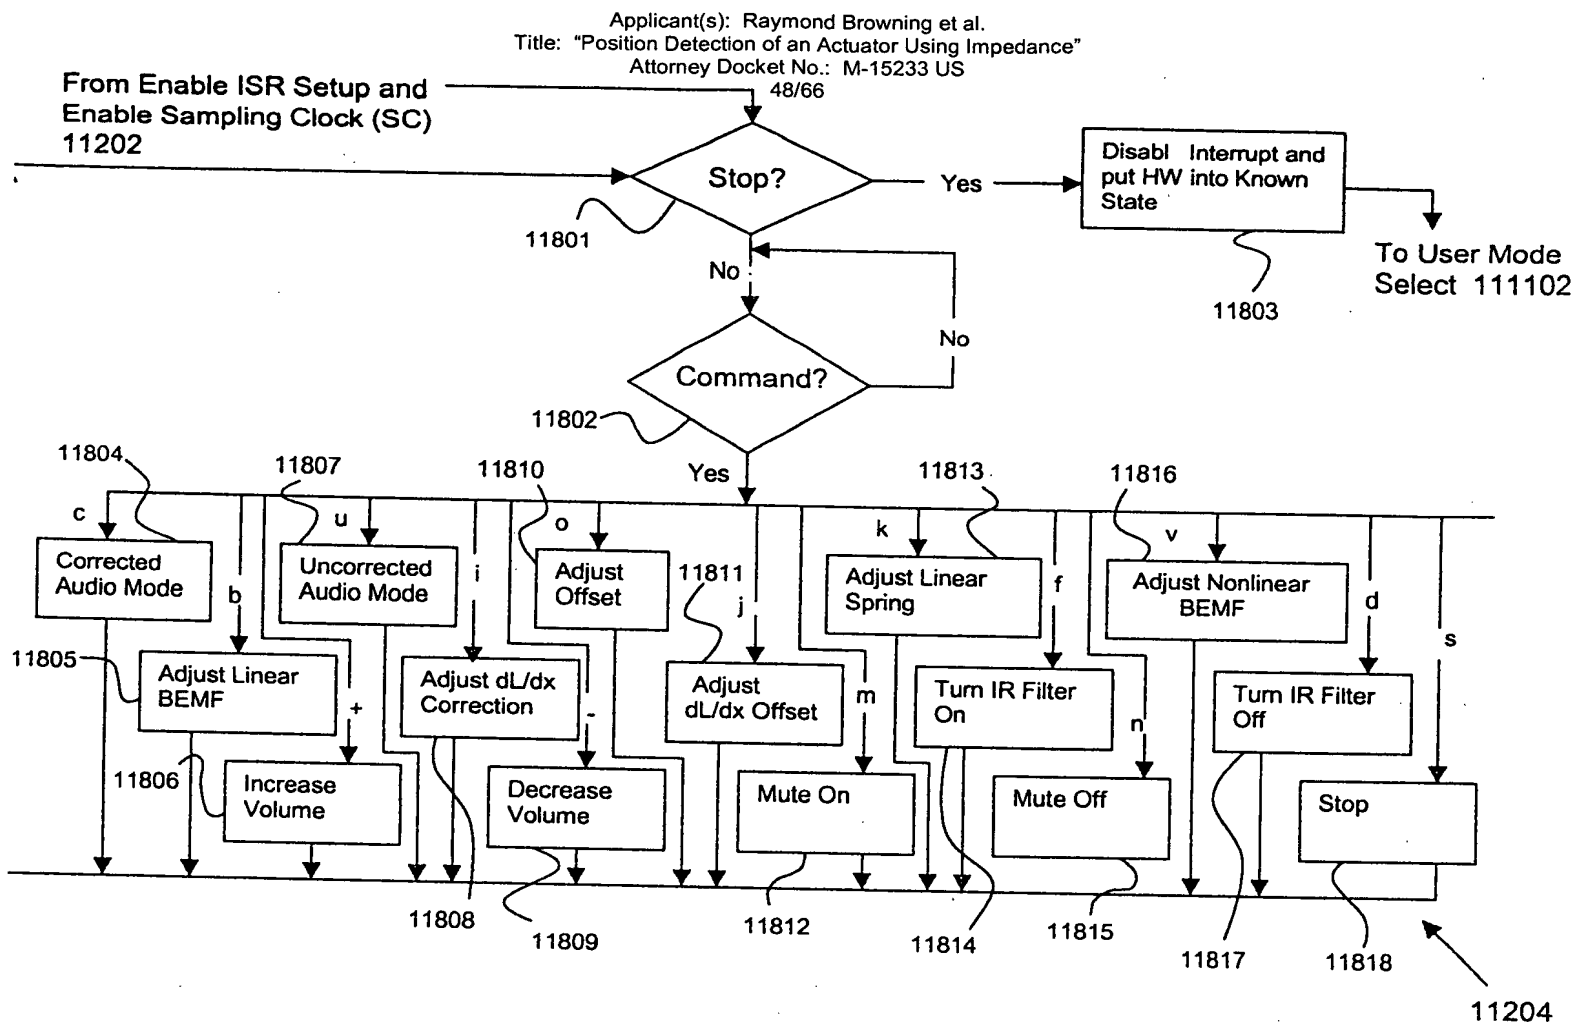 Applicant(s): Raymond Browning et al.
Title: “Position Detection of an Actuator Using Impedance”
Attorney Docket No.: M-15233 US
48/66
From Enable ISR Setup and
Enable Sampling Clock (SC)
11202
Stop?
11801
Yes
Disabl Interrupt and
put HW into Known
State
11803
To User Mode
Select 111102
No
No
Command?
11802
Yes
11804
11807
11810
11813
11816
c
Corrected
Audio Mode
u
Uncorrected
Audio Mode
o
Adjust
Offset
k
Adjust Linear
Spring
v
Adjust Nonlinear
BEMF
b
i
11811
j
f
d
s
11805
Adjust Linear
BEMF
+
Adjust dL/dx
Correction
-
Adjust
dL/dx Offset
m
Turn IR Filter
On
n
Turn IR Filter
Off
11806
Increase
Volume
Decrease
Volume
Mute On
Mute Off
Stop
11808
11809
11812
11814
11815
11817
11818
11204